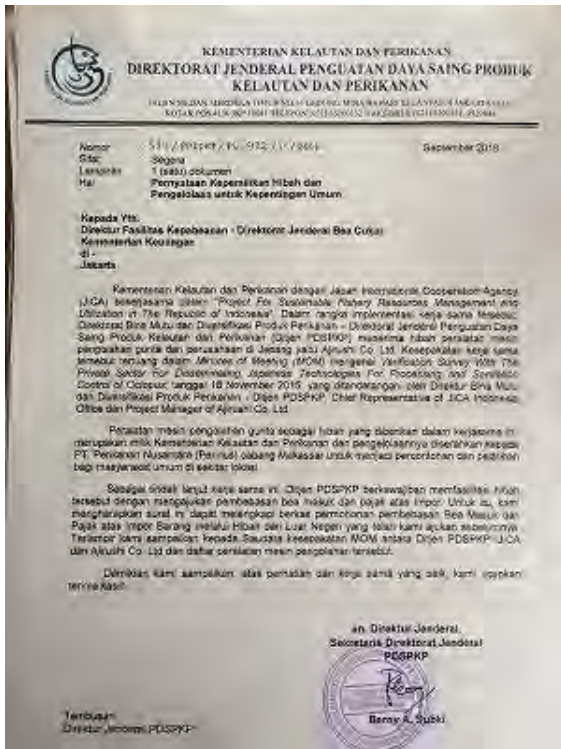 KEMENTERIAN KELAUTAN DAN PERIKANAN
DIREKTORAT JENDERAL PENGUATAN DAYA SAING PRODUK
KELAUTAN DAN PERIKANAN
Nomor
September 2016
Sifat : Segera
Lampiran : 1 (satu) dokumen
Hal : Pernyataan Kepemilikan Hibah dan
Pengelolaan untuk Kepentingan Umum
Kepada Yth.
Direktur Fasilitas Kepabeanan - Direktorat Jenderal Bea Cukai
Kementerian Keuangan
di -
Jakarta
Kementerian Kelautan dan Perikanan dengan Japan International Cooperation Agency
(JICA) bekerjasama dalam "Project For Sustainable Fishery Resources Management and
Utilization in The Republic of Indonesia". Dalam rangka implementasi kerja sama tersebut,
Direktorat Bina Mutu dan Diversifikasi Produk Perikanan - Direktorat Jenderal Penguatan Daya
Saing Produk Kelautan dan Perikanan (Ditjen PDSPKP) menerima hibah peralatan mesin
pengolahan gurita dari perusahaan di Jepang yaitu Ajirushi Co. Ltd. Kesepakatan kerja sama
tersebut tertuang dalam Minutes of Meeting (MOM) mengenai Verification Survey With The
Private Sector For Disseminating Japanese Technologies For Processing and Sanitation
Control of Octopus, tanggal 18 November 2015, yang ditandatangani oleh Direktur Bina Mutu
dan Diversifikasi Produk Perikanan - Ditjen PDSPKP, Chief Representative of JICA Indonesia
Office dan Project Manager of Ajirushi Co. Ltd.
Peralatan mesin pengolahan gurita sebagai hibah yang diberikan dalam kerjasama ini
merupakan milik Kementerian Kelautan dan Perikanan dan pengelolaannya diserahkan kepada
PT. Perikanan Nusantara (Perinus) cabang Makassar untuk menjadi percontohan dan pelatihan
bagi masyarakat umum di sekitar lokasi.
Sebagai tindak lanjut kerja sama ini, Ditjen PDSPKP berkewajiban memfasilitasi hibah
tersebut dengan mengajukan pembebasan bea masuk dan pajak atas impor. Untuk itu, kami
mengharapkan surat ini dapat melengkapi berkas permohonan pembebasan Bea Masuk dan
Pajak atas Impor Barang melalui Hibah dari Luar Negeri yang telah kami ajukan sebelumnya.
Terlampir kami sampaikan kepada Saudara kesepakatan MOM antara Ditjen PDSPKP, JICA
dan Ajirushi Co. Ltd dan daftar peralatan mesin pengolahan tersebut.
Demikian kami sampaikan, atas perhatian dan kerja sama yang baik, kami ucapkan
terima kasih.
an. Direktur Jenderal,
Sekretaris Direktorat Jenderal
PDSPKP
Berny A. Subki
Tembusan:
Direktur Jenderal PDSPKP